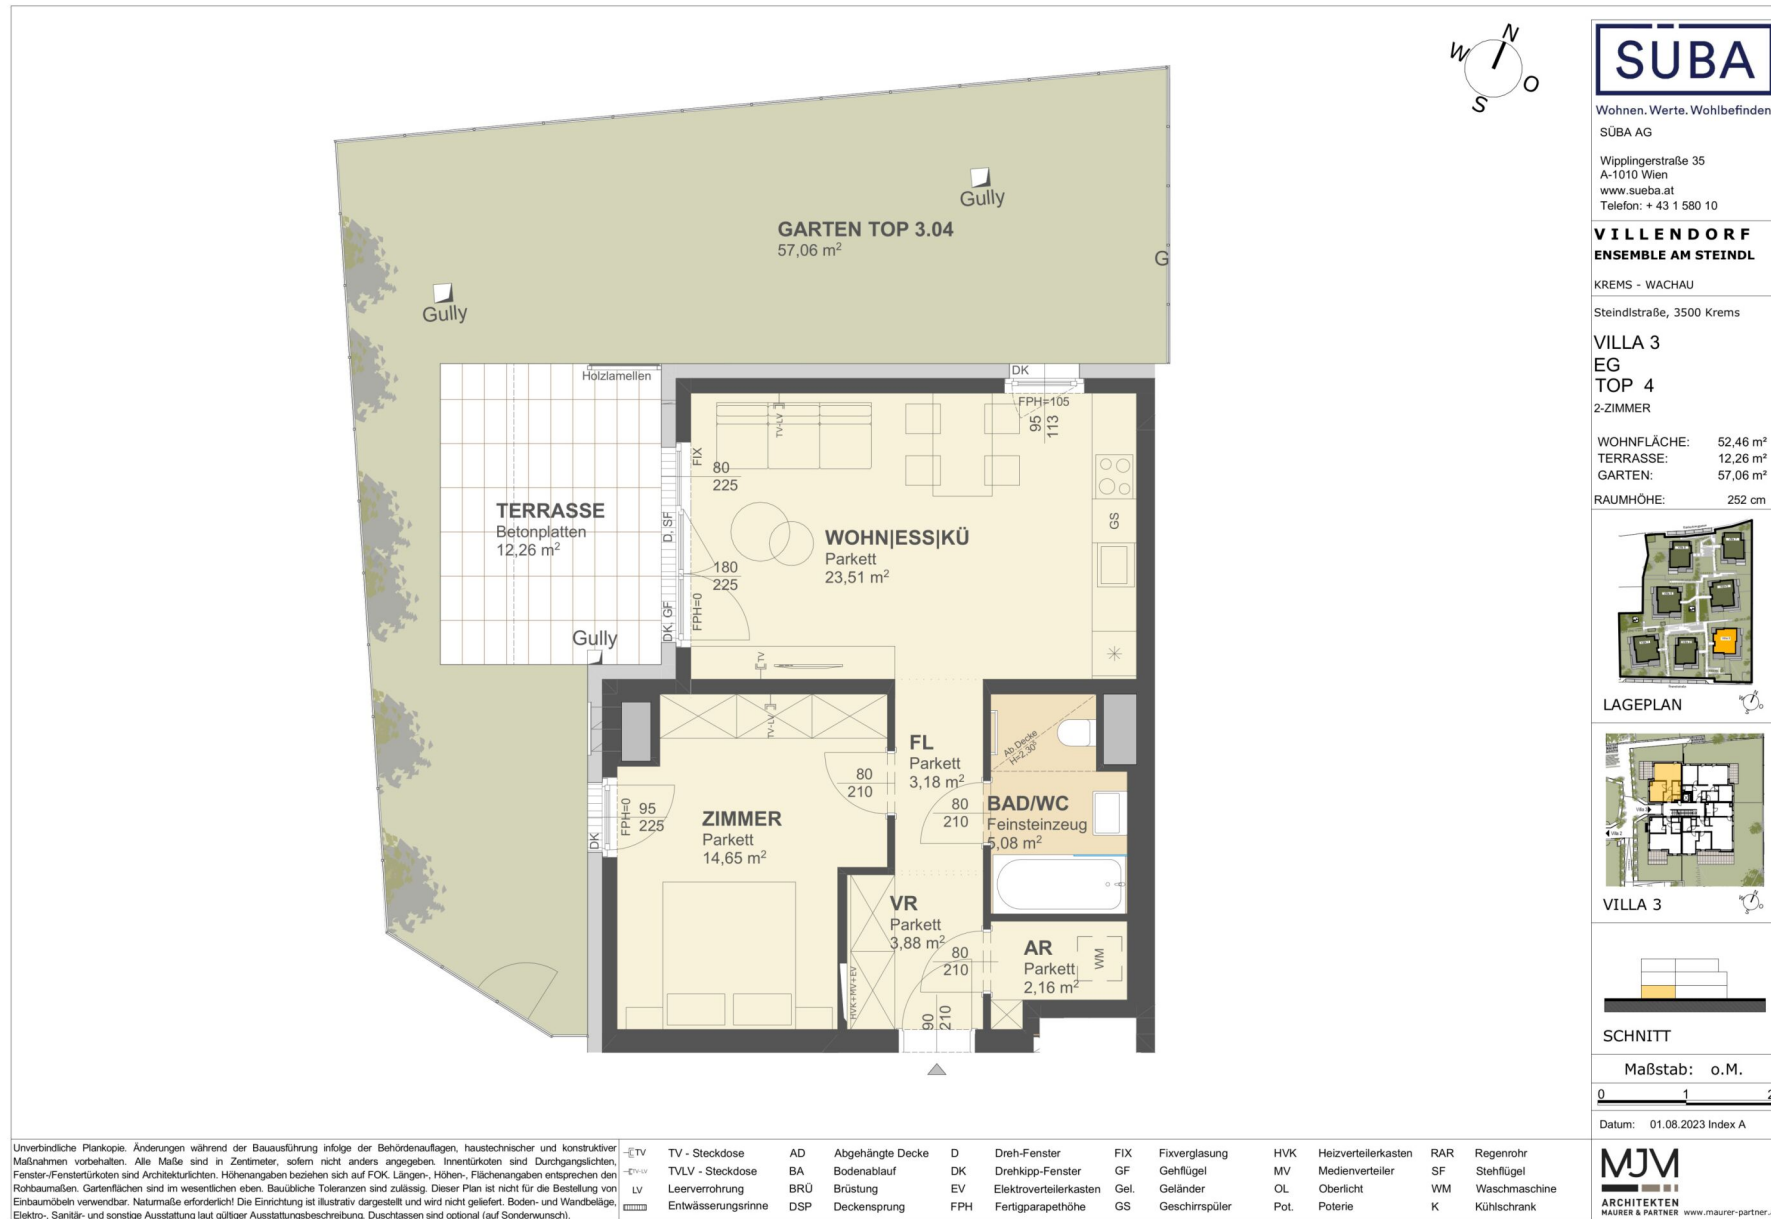 N
W
O
S
GARTEN TOP 3.04
57,06 m²
Gully
G
Gully
Holzlamellen
DK
FPH=105
95
113
TV-LV
FIX
80
225
TERRASSE
Betonplatten
12,26 m²
D, SF
WOHN|ESS|KÜ
Parkett
23,51 m²
GS
180
225
DK, GF
FPH=0
Gully
TV
TV-LV
Ab.Decke
FL
Parkett
3,18 m²
80
210
80
210
BAD/WC
Feinsteinzeug
5,08 m²
DK
FPH=0
95
225
ZIMMER
Parkett
14,65 m²
VR
Parkett
3,88 m²
HVK+MV+EV
80
210
AR
Parkett
2,16 m²
WM
90
210
SÜBA
Wohnen.Werte.Wohlbefinden
SÜBA AG
Wipplingerstraße 35
A-1010 Wien
www.sueba.at
Telefon: + 43 1 580 10
VILLENDORF
ENSEMBLE AM STEINDL
KREMS - WACHAU
Steindlstraße, 3500 Krems
VILLA 3
EG
TOP 4
2-ZIMMER
WOHNFLÄCHE: 52,46 m²
TERRASSE: 12,26 m²
GARTEN: 57,06 m²
RAUMHÖHE: 252 cm
LAGEPLAN
VILLA 3
SCHNITT
Maßstab: o.M.
0 1 2
Datum: 01.08.2023 Index A
MJM
ARCHITEKTEN
MAURER & PARTNER www.maurer-partner.
Unverbindliche Plankopie. Änderungen während der Bauausführung infolge der Behördenauflagen, haustechnischer und konstruktiver
Maßnahmen vorbehalten. Alle Maße sind in Zentimeter, sofern nicht anders angegeben. Innentürkoten sind Durchgangslichten,
Fenster-/Fenstertürkoten sind Architekturlichten. Höhenangaben beziehen sich auf FOK. Längen-, Höhen-, Flächenangaben entsprechen den
Rohbaumaßen. Gartenflächen sind im wesentlichen eben. Bauübliche Toleranzen sind zulässig. Dieser Plan ist nicht für die Bestellung von
Einbaumöbeln verwendbar. Naturmaße erforderlich! Die Einrichtung ist illustrativ dargestellt und wird nicht geliefert. Boden- und Wandbeläge,
Elektro-, Sanitär- und sonstige Ausstattung laut gültiger Ausstattungsbeschreibung. Duschtassen sind optional (auf Sonderwunsch).
TV TV - Steckdose AD Abgehängte Decke D Dreh-Fenster FIX Fixverglasung HVK Heizverteilerkasten RAR Regenrohr
TV-LV TVLV - Steckdose BA Bodenablauf DK Drehkipp-Fenster GF Gehflügel MV Medienverteiler SF Stehflügel
LV Leerverrohrung BRÜ Brüstung EV Elektroverteilerkasten Gel. Geländer OL Oberlicht WM Waschmaschine
Entwässerungsrinne DSP Deckensprung FPH Fertigparapethöhe GS Geschirrspüler Pot. Poterie K Kühlschrank